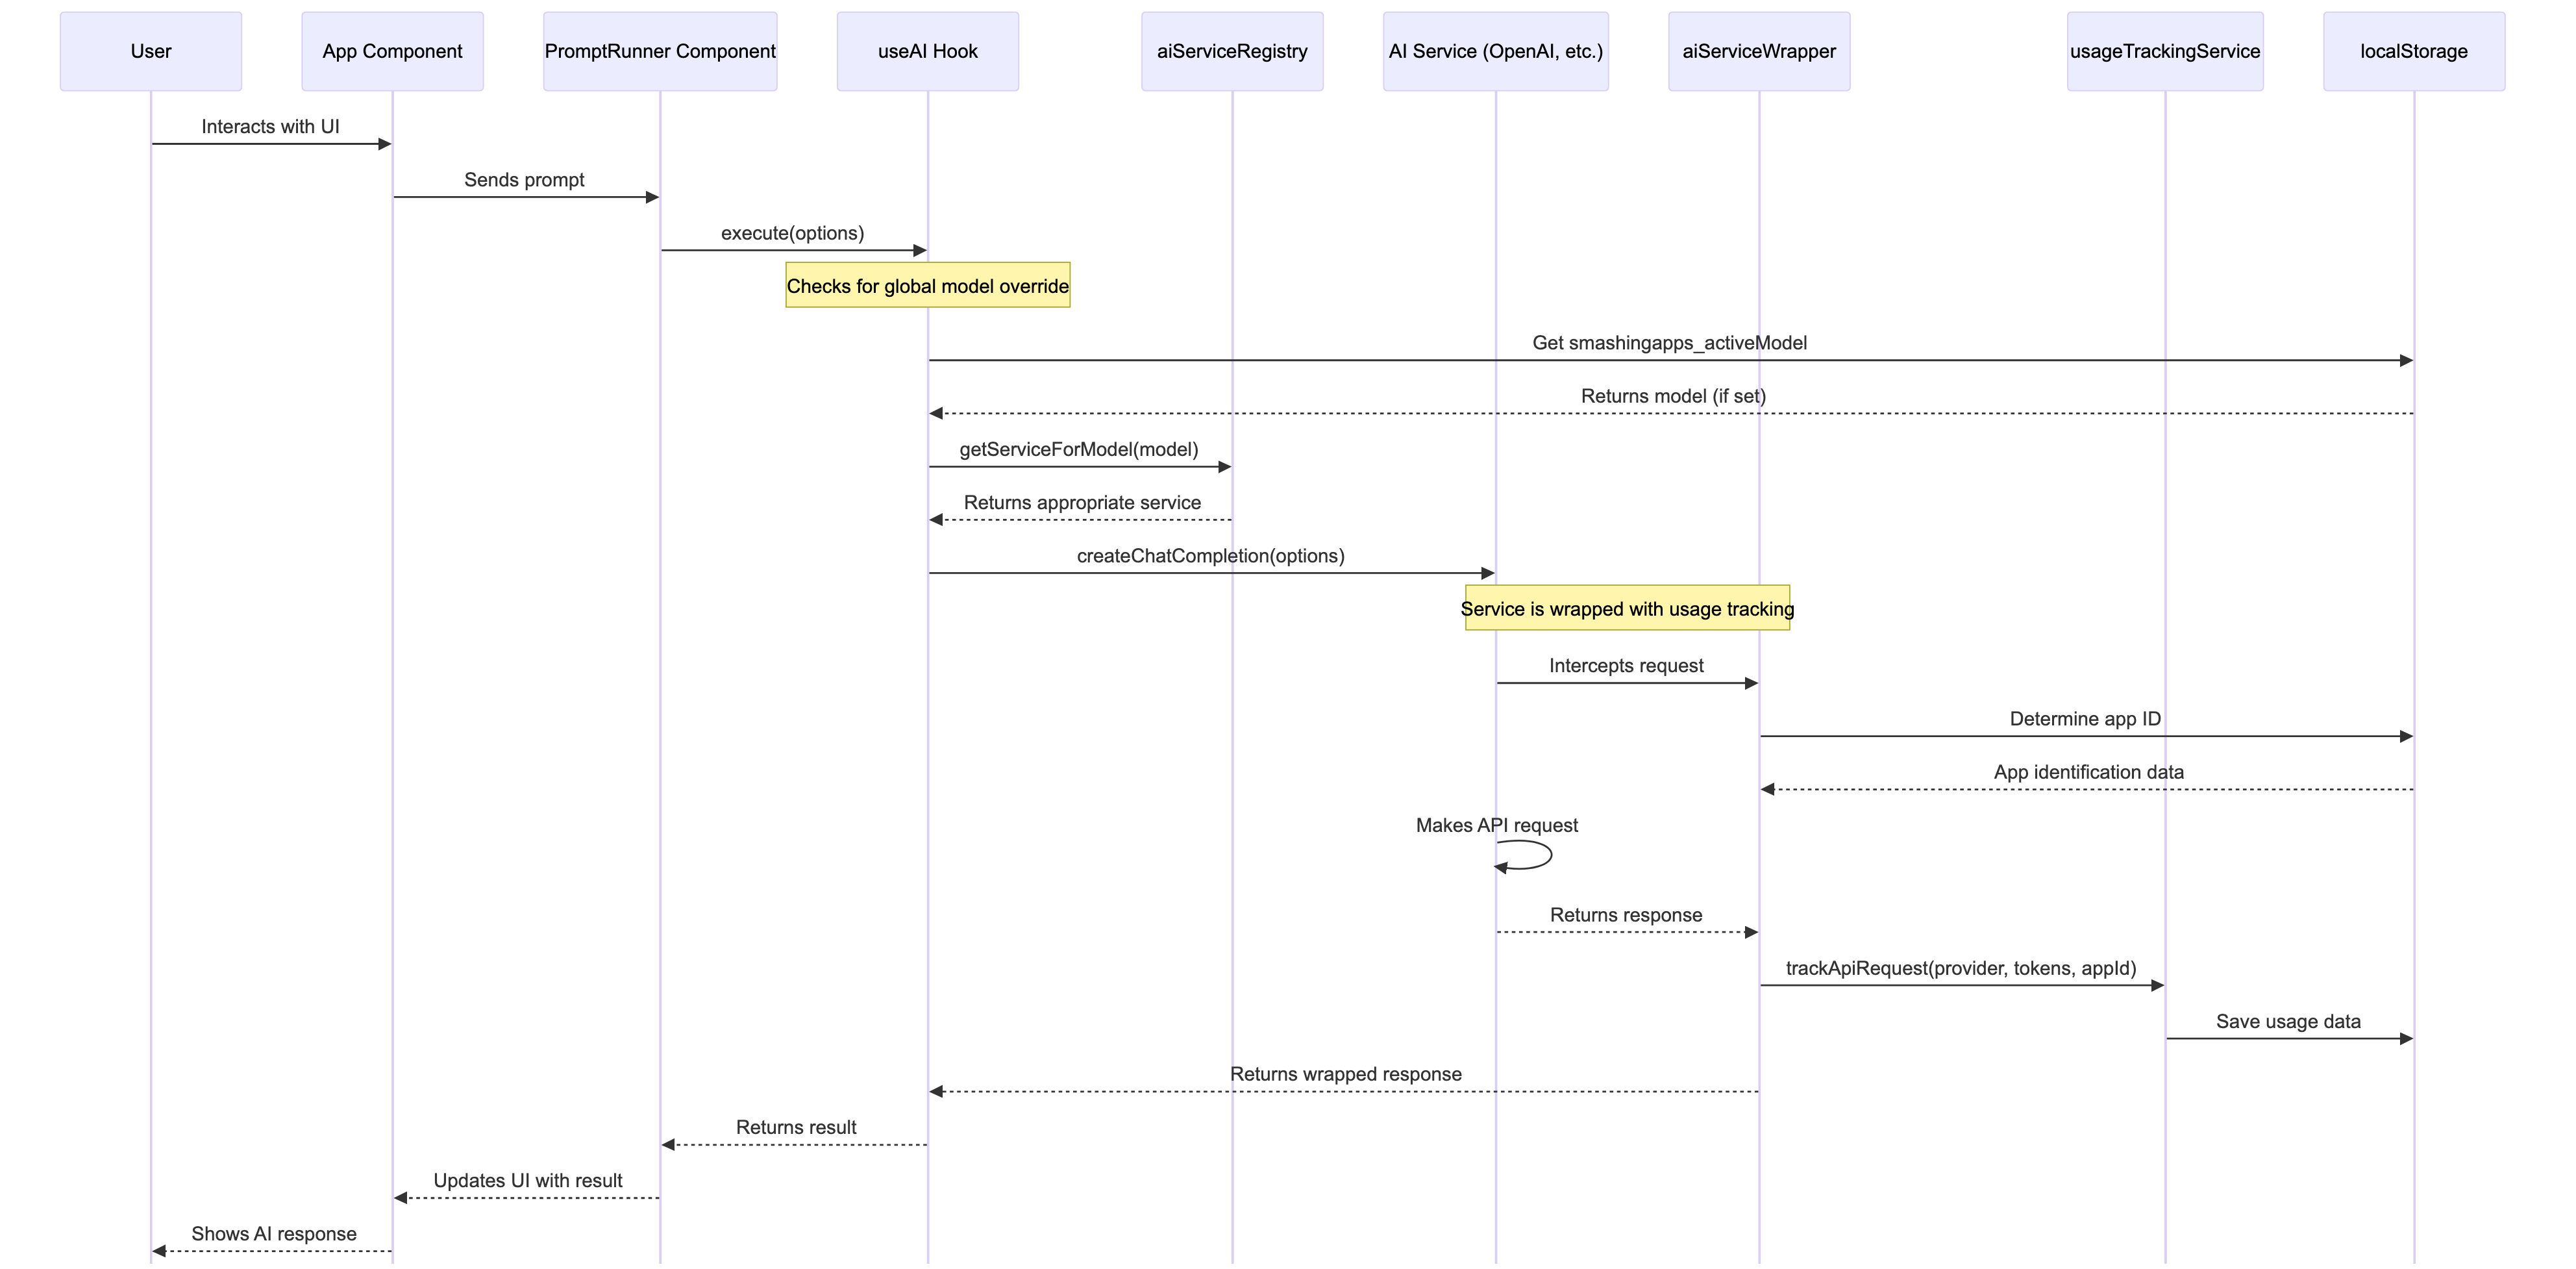 User
App Component
PromptRunner Component
useAI Hook
aiServiceRegistry
AI Service (OpenAI, etc.)
aiServiceWrapper
usageTrackingService
localStorage
Interacts with UI
Sends prompt
execute(options)
Checks for global model override
Get smashingapps_activeModel
Returns model (if set)
getServiceForModel(model)
Returns appropriate service
createChatCompletion(options)
Service is wrapped with usage tracking
Intercepts request
Determine app ID
App identification data
Makes API request
Returns response
trackApiRequest(provider, tokens, appId)
Save usage data
Returns wrapped response
Returns result
Updates UI with result
Shows AI response